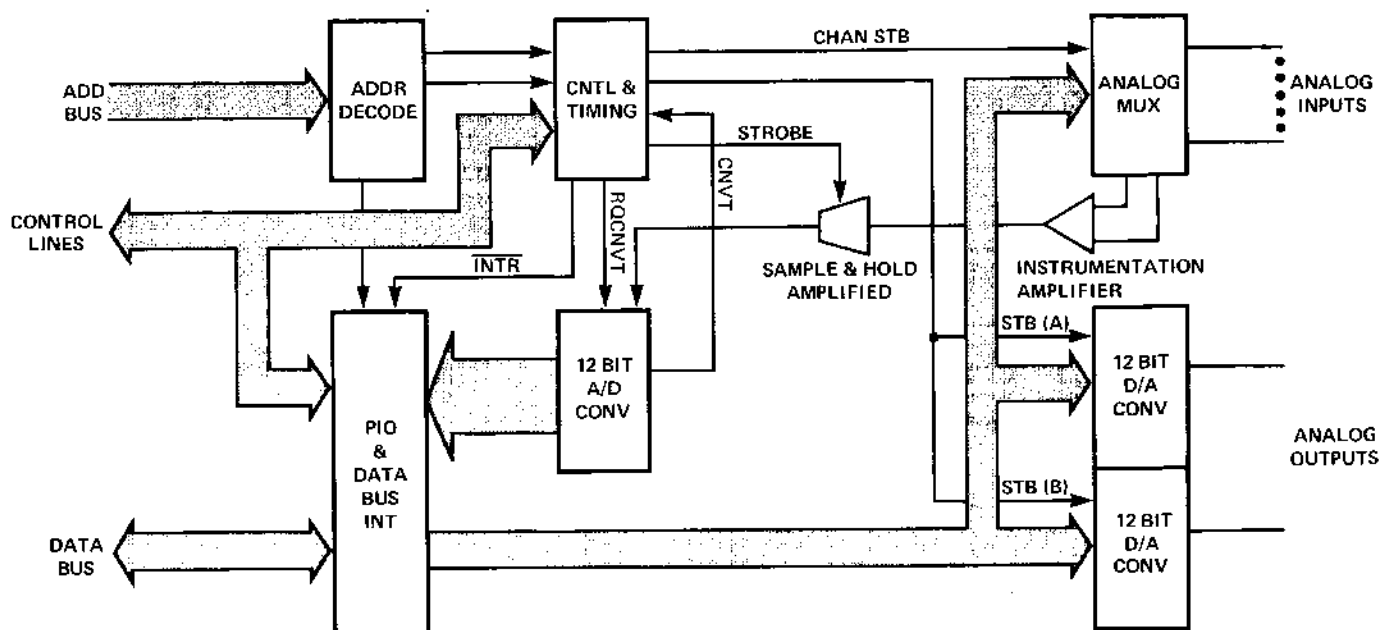 ADD
BUS
ADDR
DECODE
CNTL &
TIMING
CHAN STB
ANALOG
MUX
ANALOG
INPUTS
STROBE
CNVT
RQCNVT
CONTROL
LINES
INTR
SAMPLE & HOLD
AMPLIFIED
INSTRUMENTATION
AMPLIFIER
STB (A)
12 BIT
A/D
CONV
12 BIT
D/A
CONV
PIO
&
DATA
BUS
INT
ANALOG
OUTPUTS
STB (B)
12 BIT
D/A
CONV
DATA
BUS